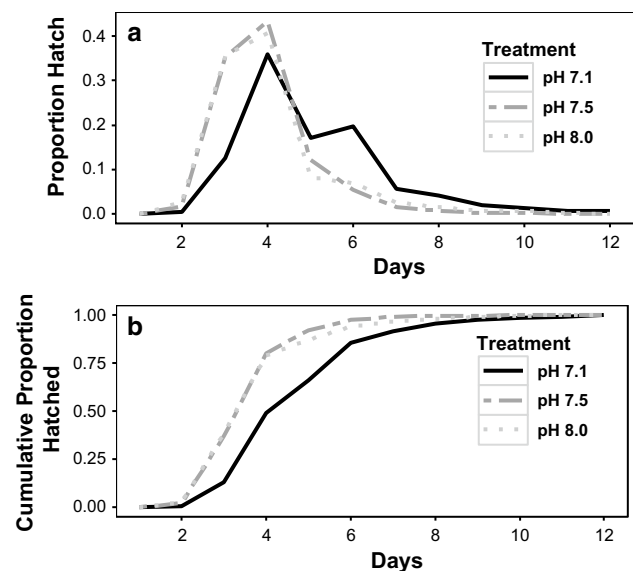 a
Proportion Hatch
0.4
0.3
0.2
0.1
0.0
Treatment
pH 7.1
pH 7.5
pH 8.0
2 4 6 8 10 12
Days
b
Cumulative Proportion
Hatched
1.00
0.75
0.50
0.25
0.00
Treatment
pH 7.1
pH 7.5
pH 8.0
2 4 6 8 10 12
Days